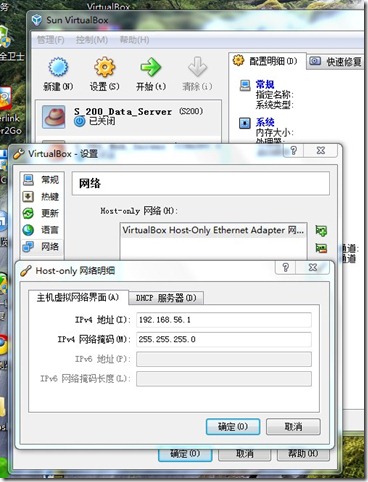 务
VirtualBox
Sun VirtualBox
管理(F) 控制(M) 帮助(H)
新建(N) 设置(S) 开始(t) 清除(i)
配置明细(D) 快速修复
常规
指定名称:
系统类型:
系统
内存大小:
处理器
全卫士
S_200_Data_Server (S200)
已关闭
erlink
er2Go
VirtualBox - 设置
常规
热键
更新
语言
网络
网络
Host-only 网络(H):
VirtualBox Host-Only Ethernet Adapter 网...
通道:
通道:
Host-only 网络明细
主机虚拟网络界面(A) DHCP 服务器(D)
IPv4 地址(I): 192.168.56.1
IPv4 网络掩码(M): 255.255.255.0
IPv6 地址(P):
IPv6 网络掩码长度(L):
确定(O) 取消
确定(O) 取消 帮助(H)